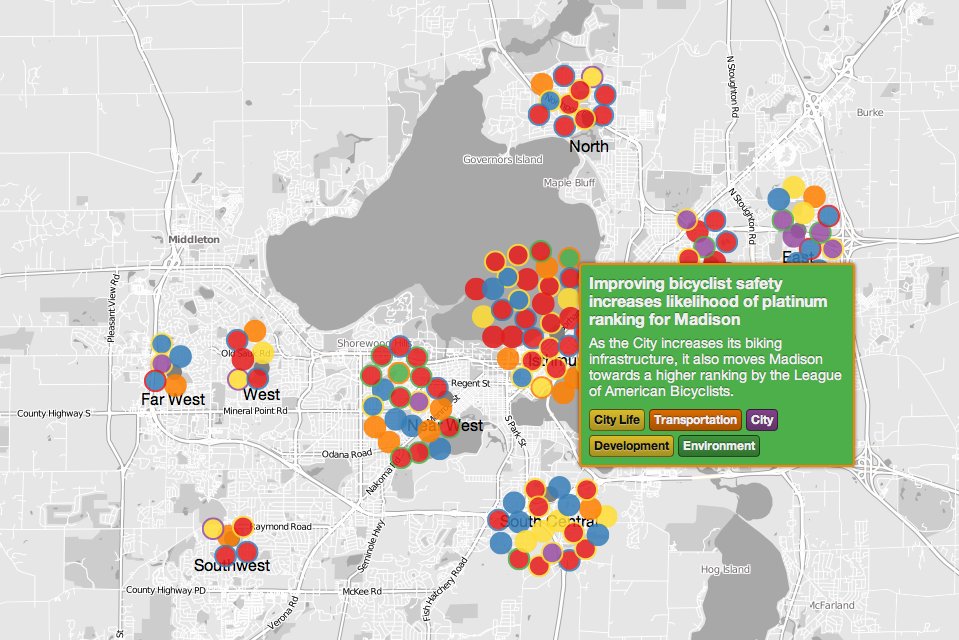 N Stoughton Rd
Burke
North
Governors Island
Maple Bluff
N Stoughton Rd
Middleton
East
Pleasant View Rd
Improving bicyclist safety
increases likelihood of platinum
ranking for Madison
As the City increases its biking
infrastructure, it also moves Madison
towards a higher ranking by the League
of American Bicyclists.
City Life
Transportation
City
Development
Environment
Shorewood Hills
Old Sauk Rd
Regent St
West
Far West
Mineral Point Rd
County Highway S
Near West
S Park St
Odana Road
Nakoma
South Central
Raymond Road
Seminole Hwy
Southwest
Fish Hatchery Road
Hog Island
County Highway PD
McKee Rd
Verona Rd
McFarland
St